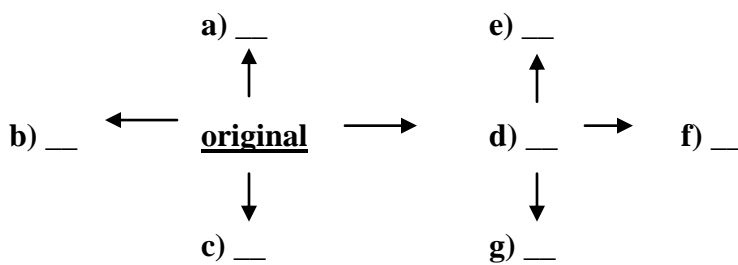 a) __ e) __
b) __ original d) __ f) __
c) __ g) __